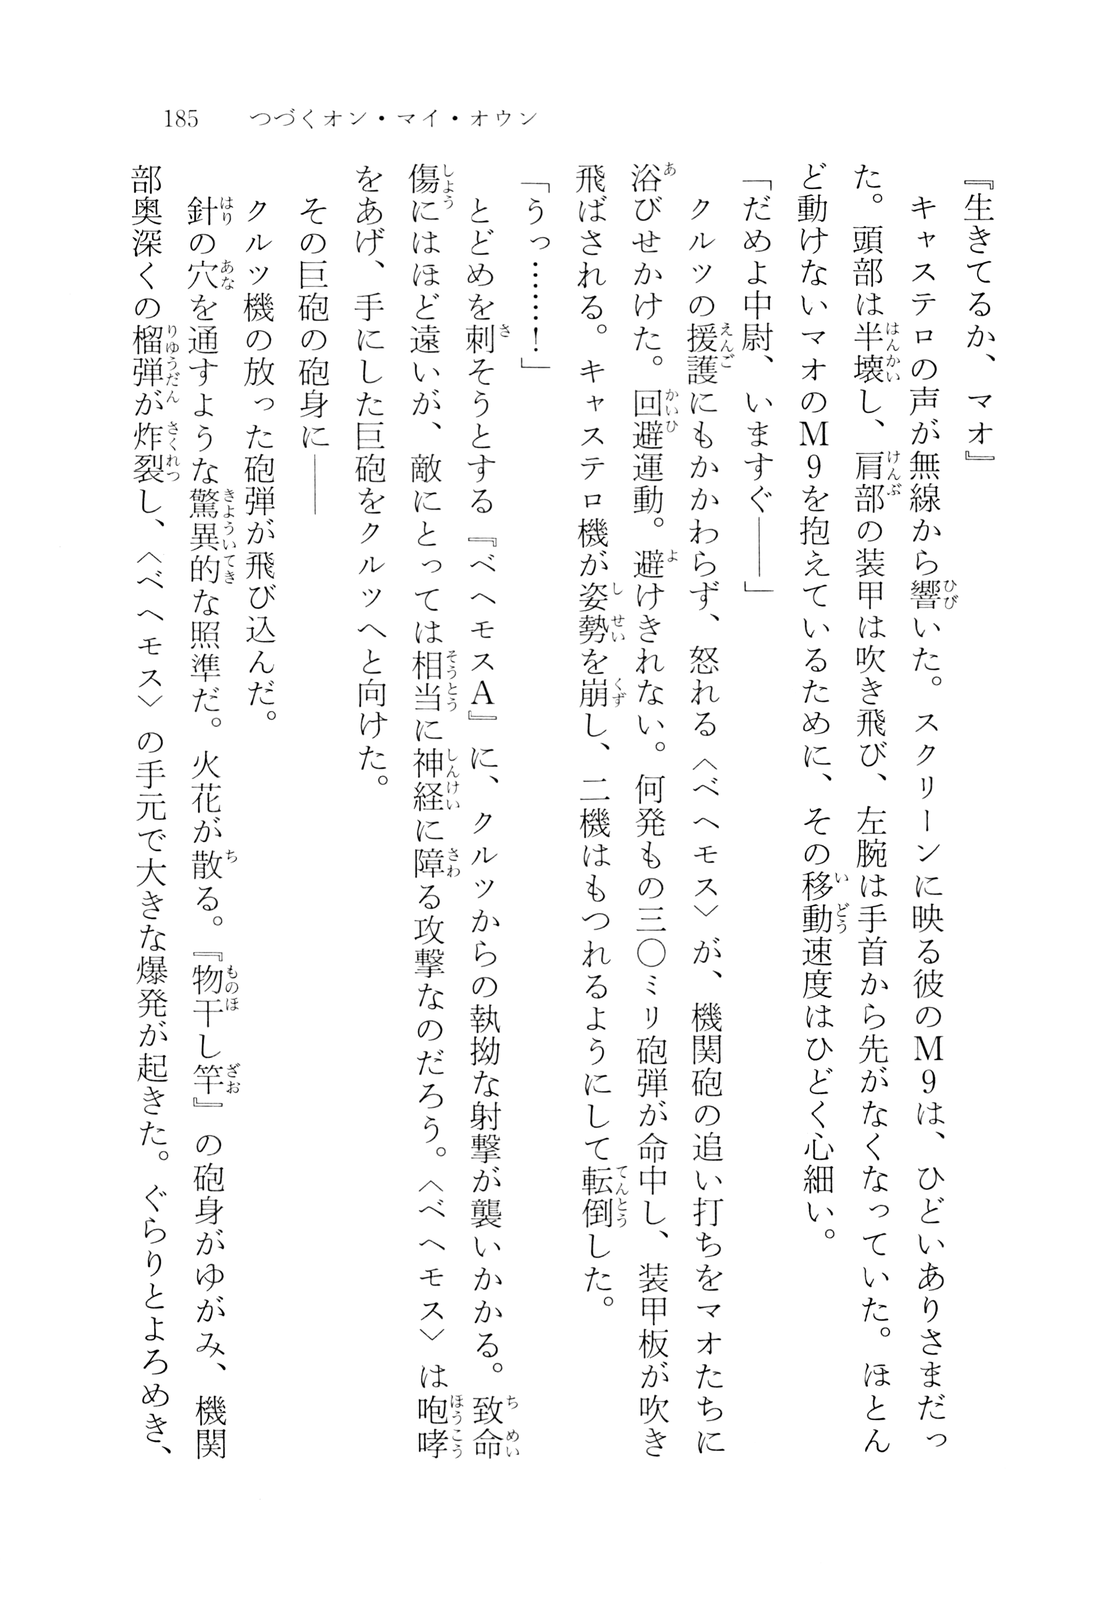 185　つづくオン・マイ・オウン
『生きてるか、マオ』
　キャステロの声が無線から響いた。スクリーンに映る彼のＭ９は、ひどいありさまだっ
た。頭部は半壊し、肩部の装甲は吹き飛び、左腕は手首から先がなくなっていた。ほとん
ど動けないマオのＭ９を抱えているために、その移動速度はひどく心細い。
「だめよ中尉、いますぐ――」
　クルツの援護にもかかわらず、怒れる〈ベヘモス〉が、機関砲の追い打ちをマオたちに
浴びせかけた。回避運動。避けきれない。何発もの三〇ミリ砲弾が命中し、装甲板が吹き
飛ばされる。キャステロ機が姿勢を崩し、二機はもつれるようにして転倒した。
「うっ……！」
　とどめを刺そうとする『ベヘモスＡ』に、クルツからの執拗な射撃が襲いかかる。致命
傷にはほど遠いが、敵にとっては相当に神経に障る攻撃なのだろう。〈ベヘモス〉は咆哮
をあげ、手にした巨砲をクルツへと向けた。
　その巨砲の砲身に――
　クルツ機の放った砲弾が飛び込んだ。
　針の穴を通すような驚異的な照準だ。火花が散る。『物干し竿』の砲身がゆがみ、機関
部奥深くの榴弾が炸裂し、〈ベヘモス〉の手元で大きな爆発が起きた。ぐらりとよろめき、